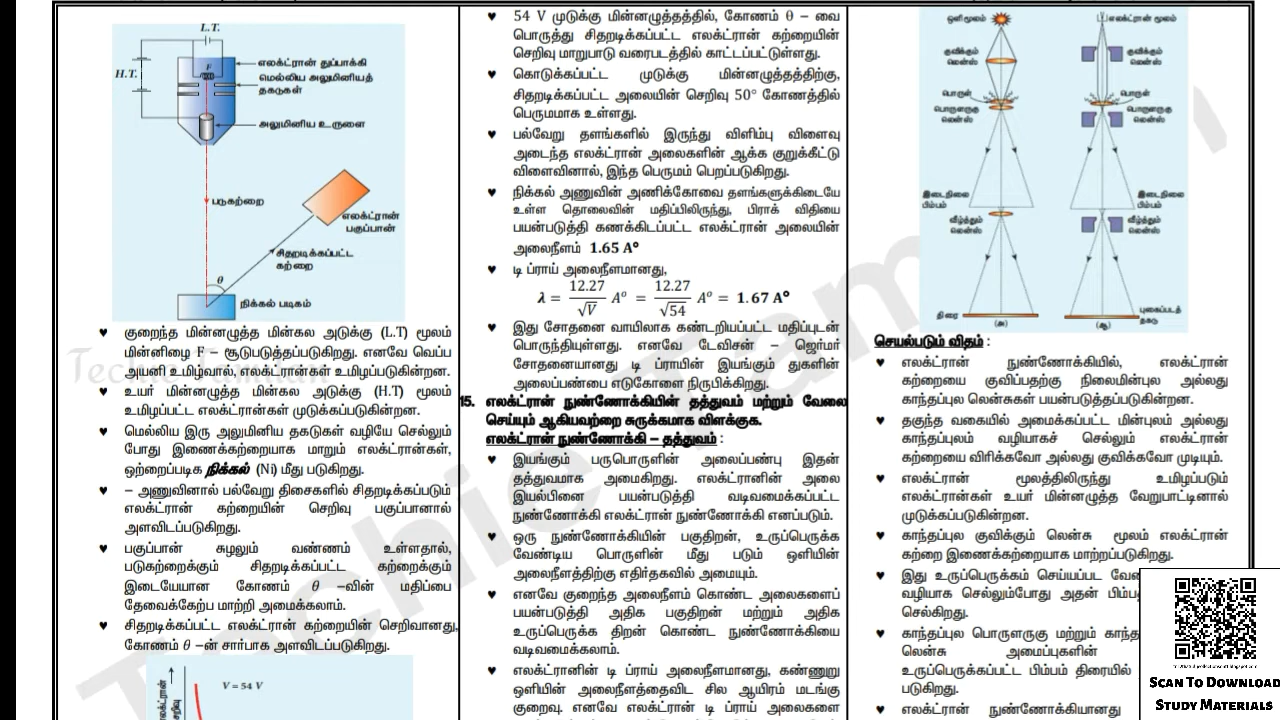 L.T.
F
H.T.
எலக்ட்ரான் துப்பாக்கி
மெல்லிய அலுமினியத்
தகடுகள்
அலுமினிய உருளை
படுகற்றை
எலக்ட்ரான்
பகுப்பான்
சிதறடிக்கப்பட்ட
கற்றை
θ
நிக்கல் படிகம்
♥ குறைந்த மின்னழுத்த மின்கல அடுக்கு (L.T) மூலம்
மின்னிழை F – சூடுபடுத்தப்படுகிறது. எனவே வெப்ப
அயனி உமிழ்வால், எலக்ட்ரான்கள் உமிழப்படுகின்றன.
♥ உயர் மின்னழுத்த மின்கல அடுக்கு (H.T) மூலம்
உமிழப்பட்ட எலக்ட்ரான்கள் முடுக்கப்படுகின்றன.
♥ மெல்லிய இரு அலுமினிய தகடுகள் வழியே செல்லும்
போது இணைக்கற்றையாக மாறும் எலக்ட்ரான்கள்,
ஒற்றைப்படிக நிக்கல் (Ni) மீது படுகிறது.
♥ – அணுவினால் பல்வேறு திசைகளில் சிதறடிக்கப்படும்
எலக்ட்ரான் கற்றையின் செறிவு பகுப்பானால்
அளவிடப்படுகிறது.
♥ பகுப்பான் சுழலும் வண்ணம் உள்ளதால்,
படுகற்றைக்கும் சிதறடிக்கப்பட்ட கற்றைக்கும்
இடையேயான கோணம் θ –வின் மதிப்பை
தேவைக்கேற்ப மாற்றி அமைக்கலாம்.
♥ சிதறடிக்கப்பட்ட எலக்ட்ரான் கற்றையின் செறிவானது,
கோணம் θ –ன் சார்பாக அளவிடப்படுகிறது.
V = 54 V
♥ 54 V முடுக்கு மின்னழுத்தத்தில், கோணம் θ – வை
பொருத்து சிதறடிக்கப்பட்ட எலக்ட்ரான் கற்றையின்
செறிவு மாறுபாடு வரைபடத்தில் காட்டப்பட்டுள்ளது.
♥ கொடுக்கப்பட்ட முடுக்கு மின்னழுத்தத்திற்கு,
சிதறடிக்கப்பட்ட அலையின் செறிவு 50° கோணத்தில்
பெருமமாக உள்ளது.
♥ பல்வேறு தளங்களில் இருந்து விளிம்பு விளைவு
அடைந்த எலக்ட்ரான் அலைகளின் ஆக்க குறுக்கீட்டு
விளைவினால், இந்த பெருமம் பெறப்படுகிறது.
♥ நிக்கல் அணுவின் அணிக்கோவை தளங்களுக்கிடையே
உள்ள தொலைவின் மதிப்பிலிருந்து, பிராக் விதியை
பயன்படுத்தி கணக்கிடப்பட்ட எலக்ட்ரான் அலையின்
அலைநீளம் 1.65 A°
♥ டி ப்ராய் அலைநீளமானது,
λ = 12.27/√V A° = 12.27/√54 A° = 1.67 A°
♥ இது சோதனை வாயிலாக கண்டறியப்பட்ட மதிப்புடன்
பொருந்தியுள்ளது. எனவே டேவிசன் – ஜெர்மர்
சோதனையானது டி ப்ராயின் இயங்கும் துகளின்
அலைப்பண்பை எடுகோளை நிருபிக்கிறது.
15. எலக்ட்ரான் நுண்ணோக்கியின் தத்துவம் மற்றும் வேலை
செய்யும் ஆகியவற்றை சுருக்கமாக விளக்குக.
எலக்ட்ரான் நுண்ணோக்கி – தத்துவம் :
♥ இயங்கும் பருபொருளின் அலைப்பண்பு இதன்
தத்துவமாக அமைகிறது. எலக்ட்ரானின் அலை
இயல்பினை பயன்படுத்தி வடிவமைக்கப்பட்ட
நுண்ணோக்கி எலக்ட்ரான் நுண்ணோக்கி எனப்படும்.
♥ ஒரு நுண்ணோக்கியின் பகுதிறன், உருப்பெருக்க
வேண்டிய பொருளின் மீது படும் ஒளியின்
அலைநீளத்திற்கு எதிர்தகவில் அமையும்.
♥ எனவே குறைந்த அலைநீளம் கொண்ட அலைகளைப்
பயன்படுத்தி அதிக பகுதிறன் மற்றும் அதிக
உருப்பெருக்க திறன் கொண்ட நுண்ணோக்கியை
வடிவமைக்கலாம்.
♥ எலக்ட்ரானின் டி ப்ராய் அலைநீளமானது, கண்ணுறு
ஒளியின் அலைநீளத்தைவிட சில ஆயிரம் மடங்கு
குறைவு. எனவே எலக்ட்ரான் டி ப்ராய் அலைகளை
ஒளி மூலம்
எலக்ட்ரான் மூலம்
குவிக்கும்
லென்ஸ்
குவிக்கும்
லென்ஸ்
பொருள்
பொருளருகு
லென்ஸ்
பொருள்
பொருளருகு
லென்ஸ்
இடைநிலை
பிம்பம்
இடைநிலை
பிம்பம்
வீழ்த்தும்
லென்ஸ்
வீழ்த்தும்
லென்ஸ்
திரை
புகைப்படத்
தகடு
(அ)
(ஆ)
செயல்படும் விதம் :
♥ எலக்ட்ரான் நுண்ணோக்கியில், எலக்ட்ரான்
கற்றையை குவிப்பதற்கு நிலைமின்புல அல்லது
காந்தப்புல லென்சுகள் பயன்படுத்தப்படுகின்றன.
♥ தகுந்த வகையில் அமைக்கப்பட்ட மின்புலம் அல்லது
காந்தப்புலம் வழியாகச் செல்லும் எலக்ட்ரான்
கற்றையை விரிக்கவோ அல்லது குவிக்கவோ முடியும்.
♥ எலக்ட்ரான் மூலத்திலிருந்து உமிழப்படும்
எலக்ட்ரான்கள் உயர் மின்னழுத்த வேறுபாட்டினால்
முடுக்கப்படுகின்றன.
♥ காந்தபுல குவிக்கும் லென்சு மூலம் எலக்ட்ரான்
கற்றை இணைக்கற்றையாக மாற்றப்படுகிறது.
♥ இது உருப்பெருக்கம் செய்யப்பட
வழியாக செல்லும்போது அதன்
செல்கிறது.
♥ காந்தப்புல பொருளருகு மற்றும்
லென்சு அமைப்புகளின்
உருப்பெருக்கப்பட்ட பிம்பம் திரையில்
படுகிறது.
♥ எலக்ட்ரான் நுண்ணோக்கியானது
SCAN TO DOWNLOAD
STUDY MATERIALS